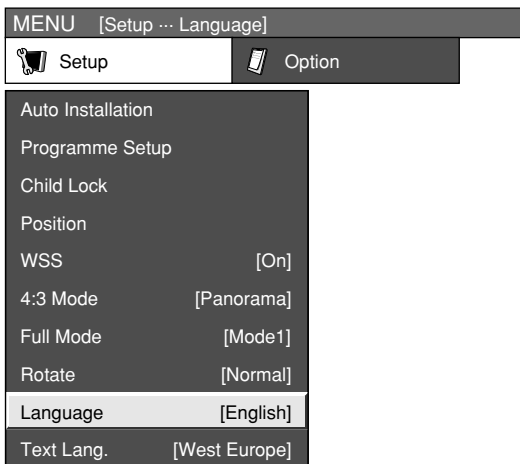 MENU [Setup ··· Language]
Setup Option
Auto Installation
Programme Setup
Child Lock
Position
WSS [On]
4:3 Mode [Panorama]
Full Mode [Mode1]
Rotate [Normal]
Language [English]
Text Lang. [West Europe]